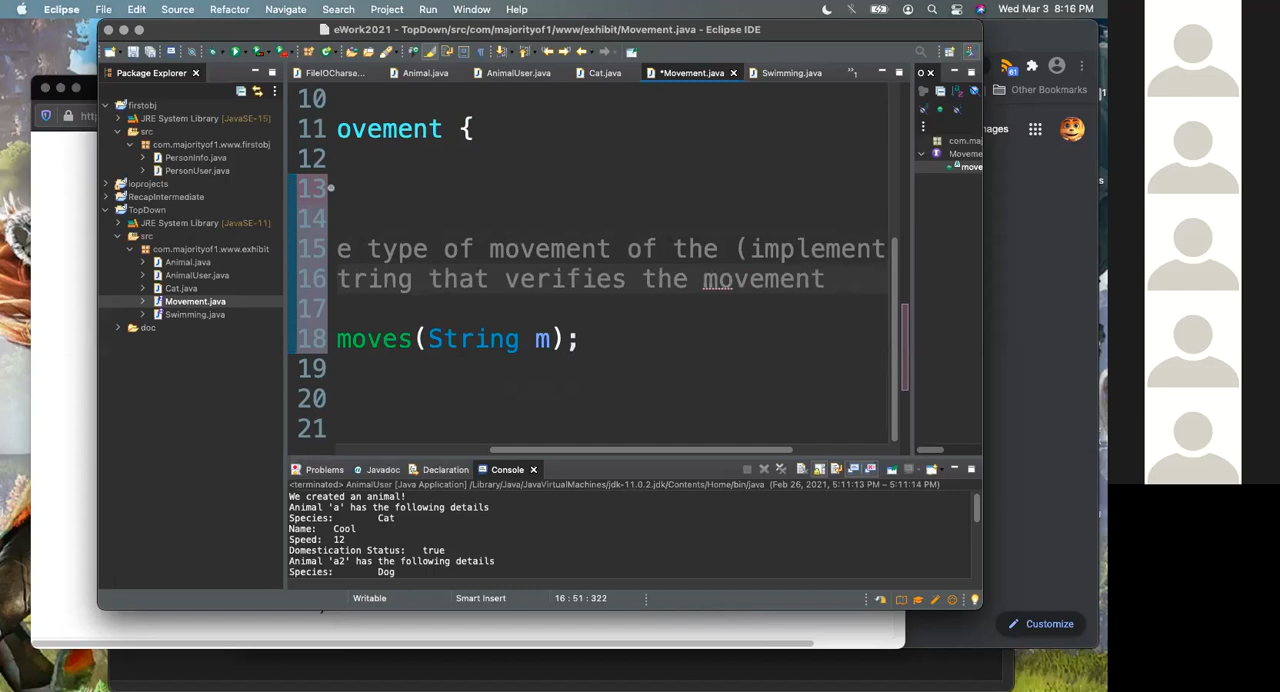 Eclipse File Edit Source Refactor Navigate Search Project Run Window Help Wed Mar 3 8:16 PM
eWork2021 - TopDown/src/com/majorityof1/www/exhibit/Movement.java - Eclipse IDE
Package Explorer
FileIOCharse... Animal.java AnimalUser.java Cat.java *Movement.java Swimming.java
firstobj
JRE System Library [JavaSE-15]
src
com.majorityof1.www.firstobj
PersonInfo.java
PersonUser.java
ioprojects
RecapIntermediate
TopDown
JRE System Library [JavaSE-11]
src
com.majorityof1.www.exhibit
Animal.java
AnimalUser.java
Cat.java
Movement.java
Swimming.java
doc
10
11 ovement {
12
13
14
15 e type of movement of the (implement
16 tring that verifies the movement
17
18 moves(String m);
19
20
21
com.maj
Moveme
move
61
Other Bookmarks
ages
Customize
Problems Javadoc Declaration Console
<terminated> AnimalUser [Java Application] /Library/Java/JavaVirtualMachines/jdk-11.0.2.jdk/Contents/Home/bin/java (Feb 26, 2021, 5:11:13 PM – 5:11:14 PM)
We created an animal!
Animal 'a' has the following details
Species: Cat
Name: Cool
Speed: 12
Domestication Status: true
Animal 'a2' has the following details
Species: Dog
Writable Smart Insert 16 : 51 : 322